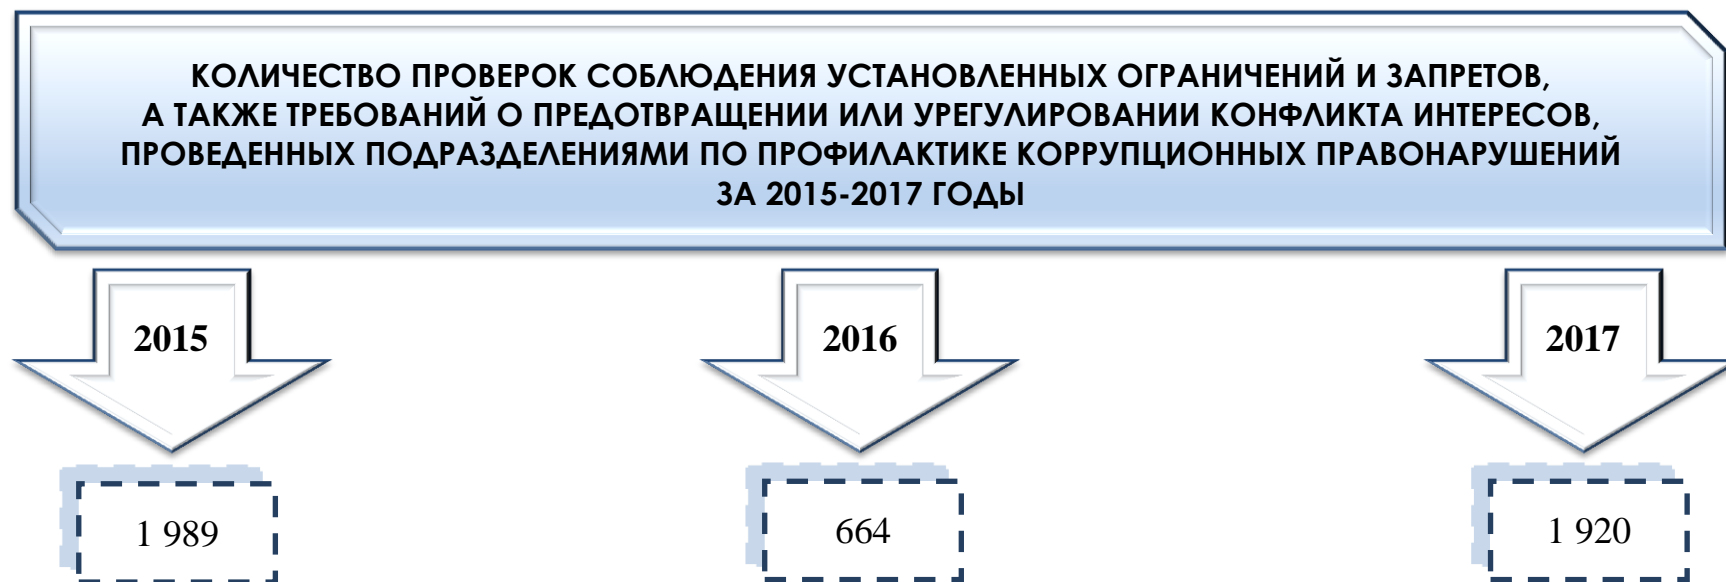 КОЛИЧЕСТВО ПРОВЕРОК СОБЛЮДЕНИЯ УСТАНОВЛЕННЫХ ОГРАНИЧЕНИЙ И ЗАПРЕТОВ,
А ТАКЖЕ ТРЕБОВАНИЙ О ПРЕДОТВРАЩЕНИИ ИЛИ УРЕГУЛИРОВАНИИ КОНФЛИКТА ИНТЕРЕСОВ,
ПРОВЕДЕННЫХ ПОДРАЗДЕЛЕНИЯМИ ПО ПРОФИЛАКТИКЕ КОРРУПЦИОННЫХ ПРАВОНАРУШЕНИЙ
ЗА 2015-2017 ГОДЫ
2015
2016
2017
1 989
664
1 920